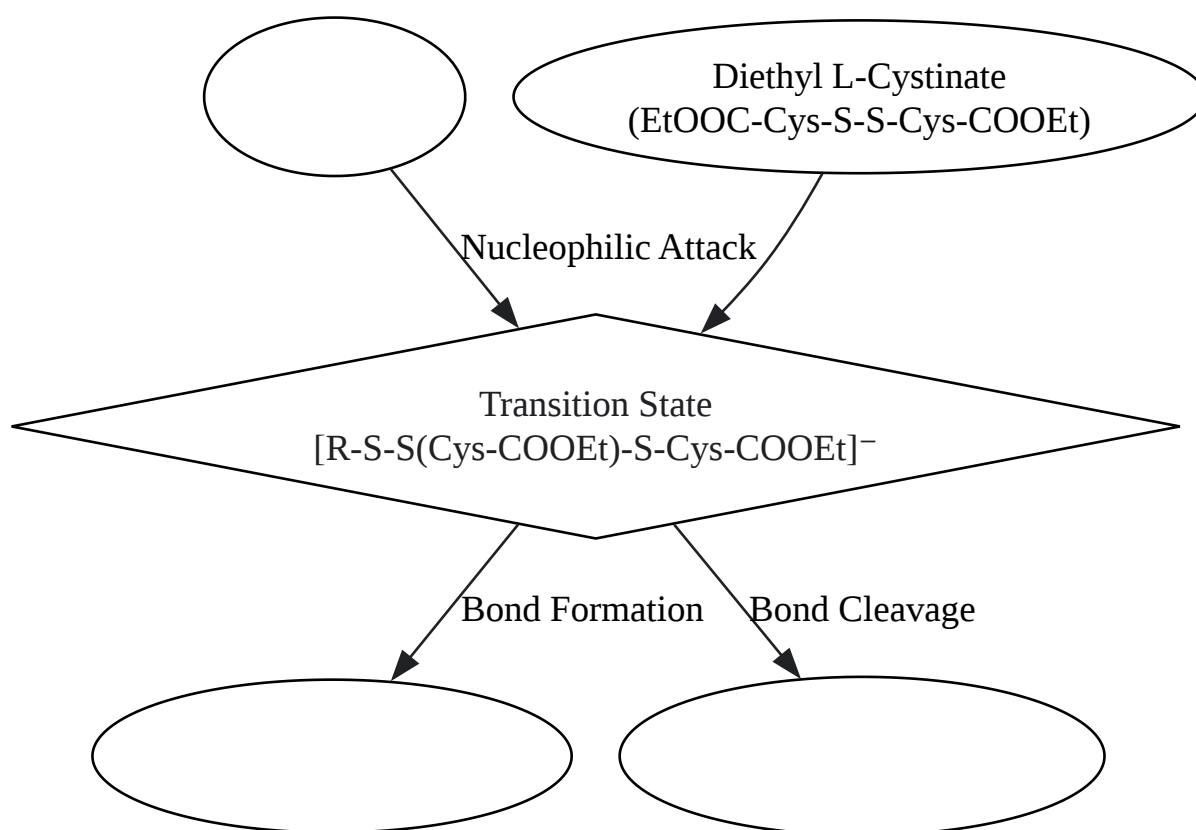 Diethyl L-Cystinate
(EtOOC-Cys-S-S-Cys-COOEt)
Nucleophilic Attack
Transition State
[R-S-S(Cys-COOEt)-S-Cys-COOEt]⁻
Bond Formation
Bond Cleavage